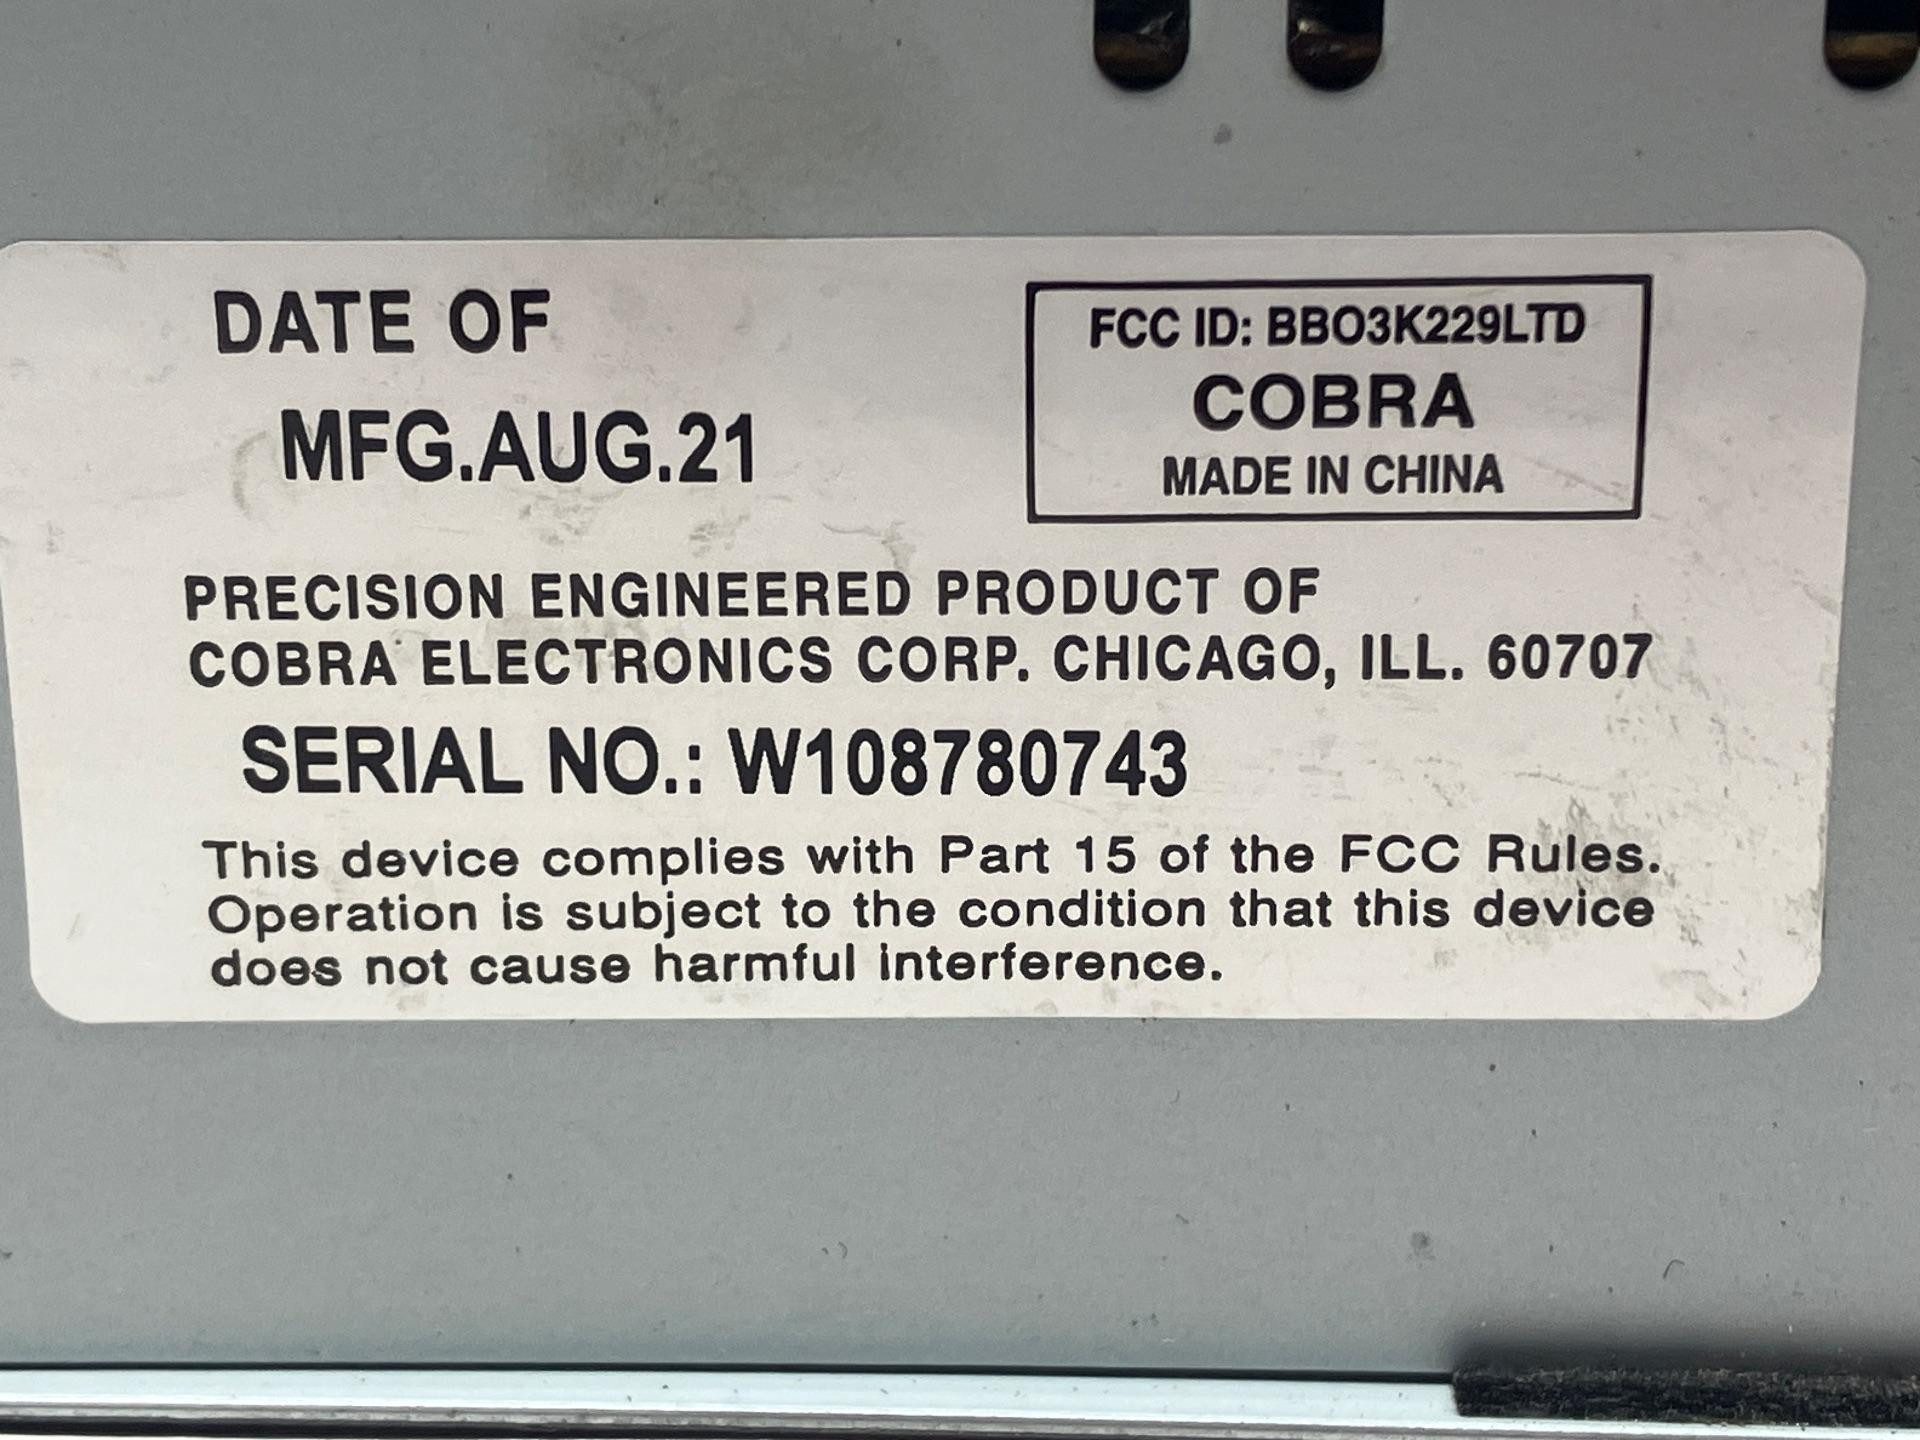 DATE OF
MFG.AUG.21
FCC ID: BBO3K229LTD
COBRA
MADE IN CHINA
PRECISION ENGINEERED PRODUCT OF
COBRA ELECTRONICS CORP. CHICAGO, ILL. 60707
SERIAL NO.: W108780743
This device complies with Part 15 of the FCC Rules.
Operation is subject to the condition that this device
does not cause harmful interference.